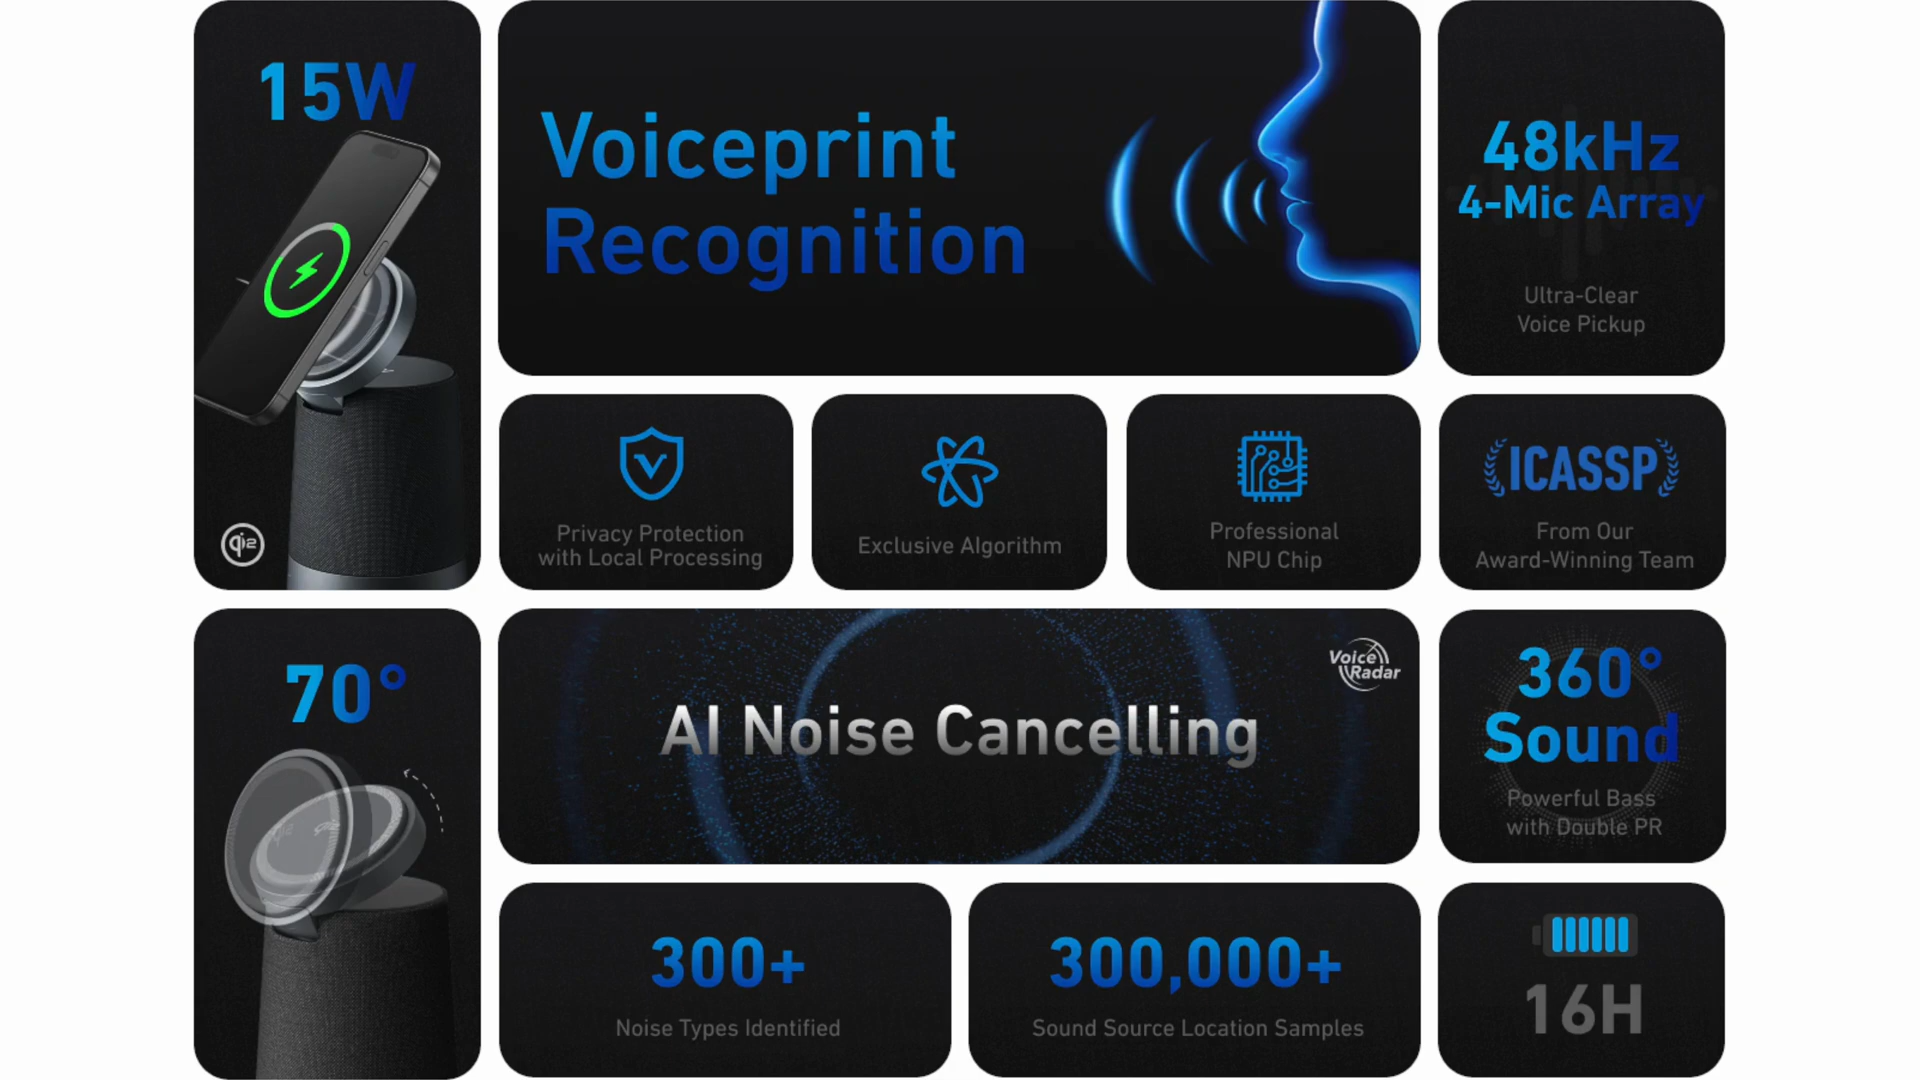 15W
Qi2
Voiceprint
Recognition
48kHz
4-Mic Array
Ultra-Clear
Voice Pickup
Privacy Protection
with Local Processing
Exclusive Algorithm
Professional
NPU Chip
ICASSP
From Our
Award-Winning Team
70°
AI Noise Cancelling
Voice
Radar
360°
Sound
Powerful Bass
with Double PR
300+
Noise Types Identified
300,000+
Sound Source Location Samples
16H